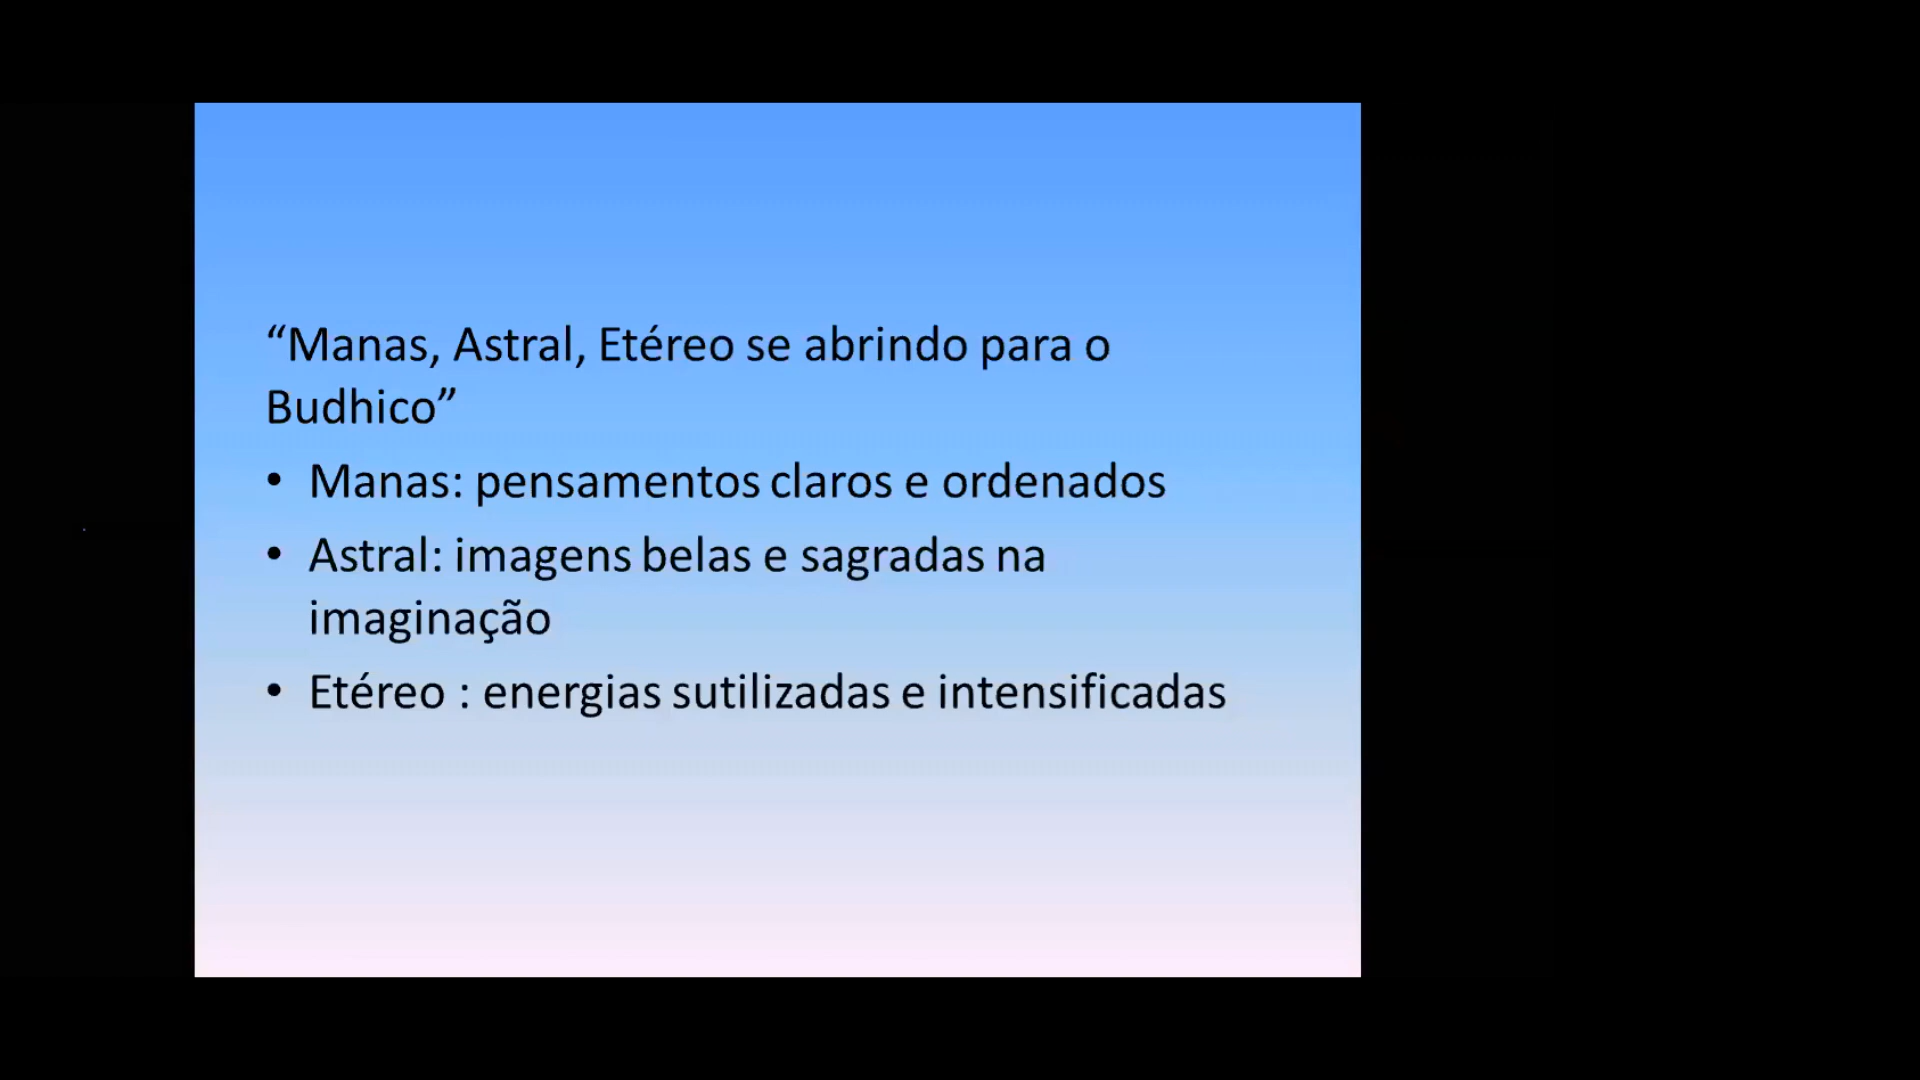 “Manas, Astral, Etéreo se abrindo para o
Budhico”
• Manas: pensamentos claros e ordenados
• Astral: imagens belas e sagradas na
imaginação
• Etéreo : energias sutilizadas e intensificadas